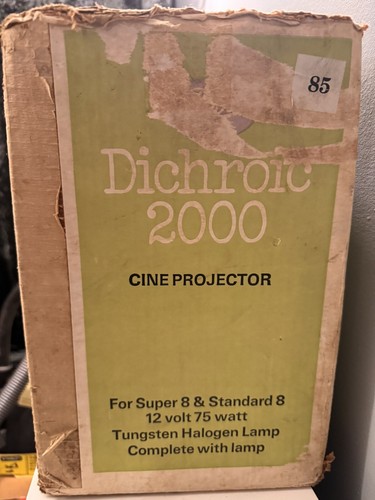 85
Dichroic
2000
CINE PROJECTOR
For Super 8 & Standard 8
12 volt 75 watt
Tungsten Halogen Lamp
Complete with lamp